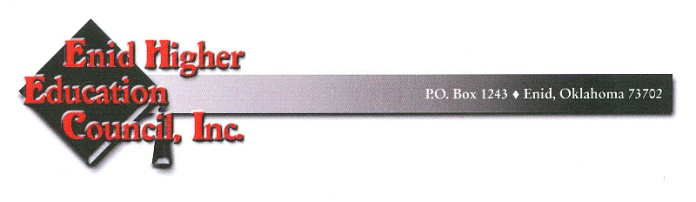 Enid Higher
Education
Council, Inc.
P.O. Box 1243 ♦ Enid, Oklahoma 73702